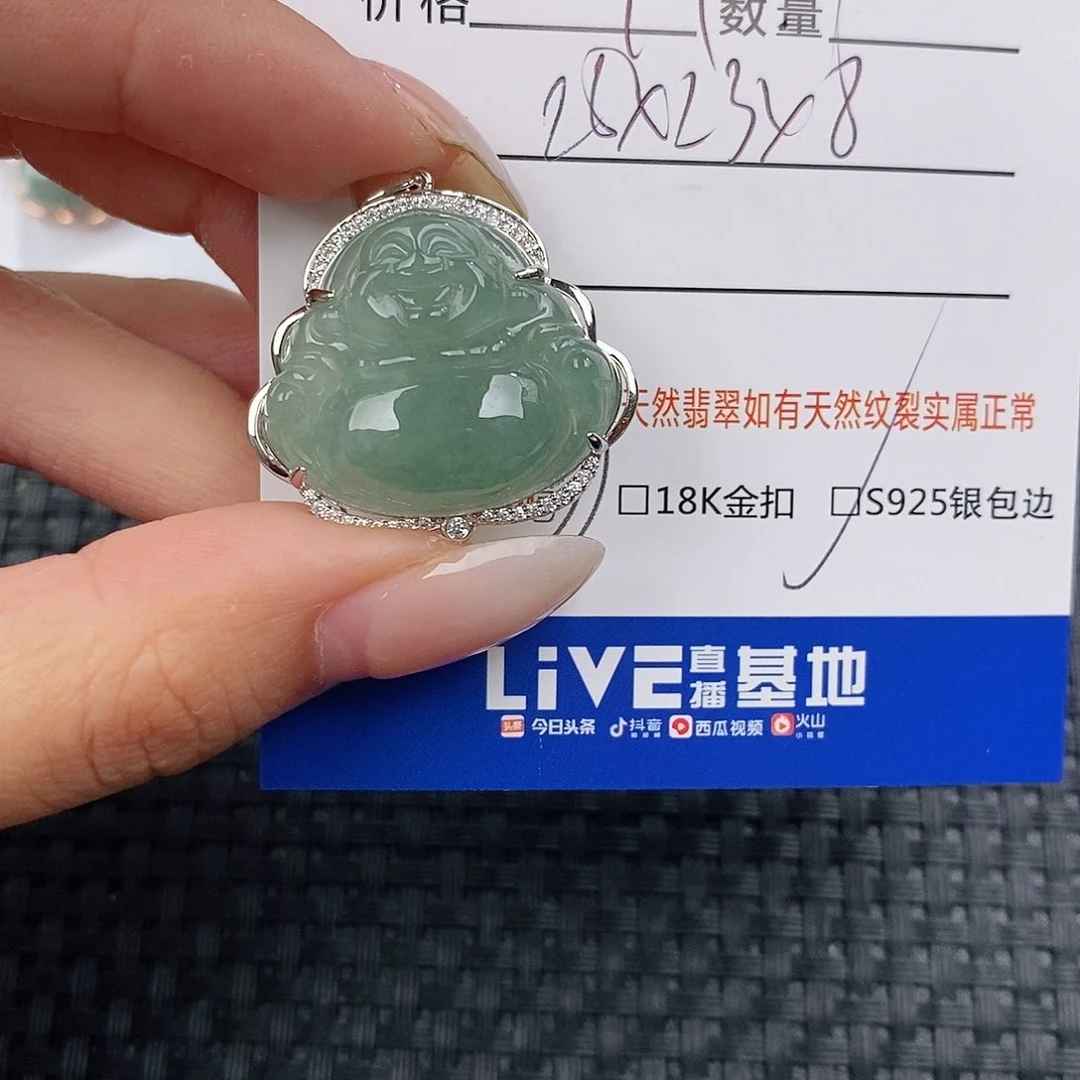 价格 数量
28x23x8
天然翡翠如有天然纹裂实属正常
□18K金扣 □S925银包边
LiVE直播基地
头条 今日头条 抖音 西瓜视频 火山